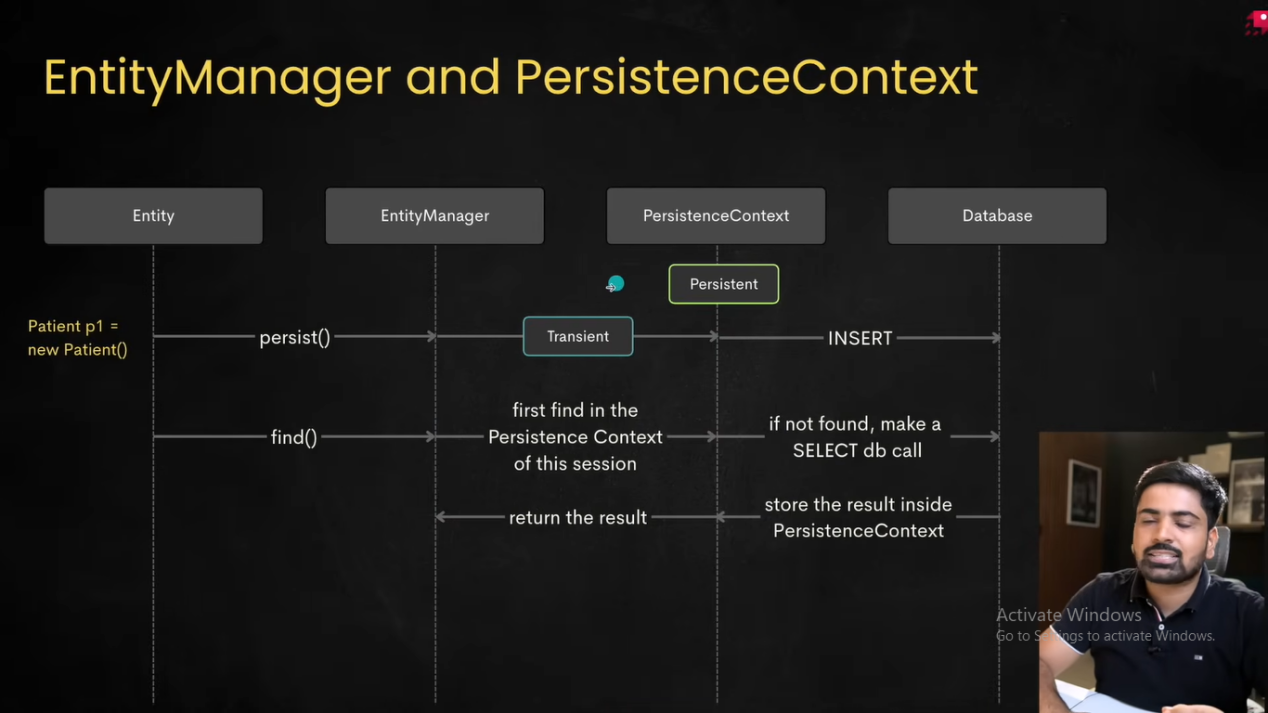 EntityManager and PersistenceContext
Entity
EntityManager
PersistenceContext
Database
Persistent
Patient p1 =
new Patient()
persist()
Transient
INSERT
find()
first find in the
Persistence Context
of this session
if not found, make a
SELECT db call
return the result
store the result inside
PersistenceContext
Activate Windows
Go to Settings to activate Windows.